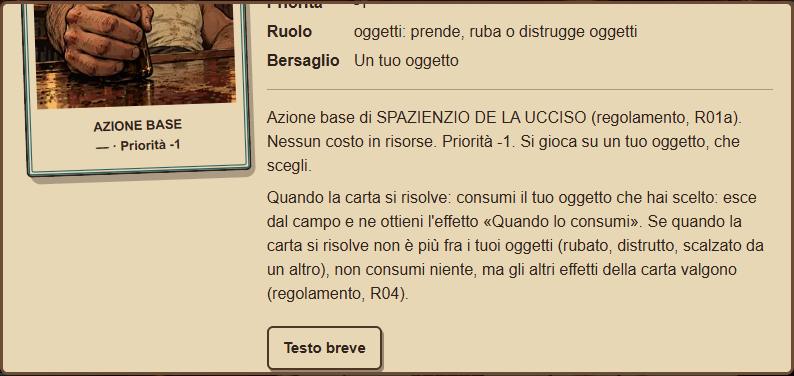 Priorità -1
Ruolo oggetti: prende, ruba o distrugge oggetti
Bersaglio Un tuo oggetto
AZIONE BASE
— · Priorità -1
Azione base di SPAZIENZIO DE LA UCCISO (regolamento, R01a).
Nessun costo in risorse. Priorità -1. Si gioca su un tuo oggetto, che
scegli.
Quando la carta si risolve: consumi il tuo oggetto che hai scelto: esce
dal campo e ne ottieni l'effetto «Quando lo consumi». Se quando la
carta si risolve non è più fra i tuoi oggetti (rubato, distrutto, scalzato da
un altro), non consumi niente, ma gli altri effetti della carta valgono
(regolamento, R04).
Testo breve